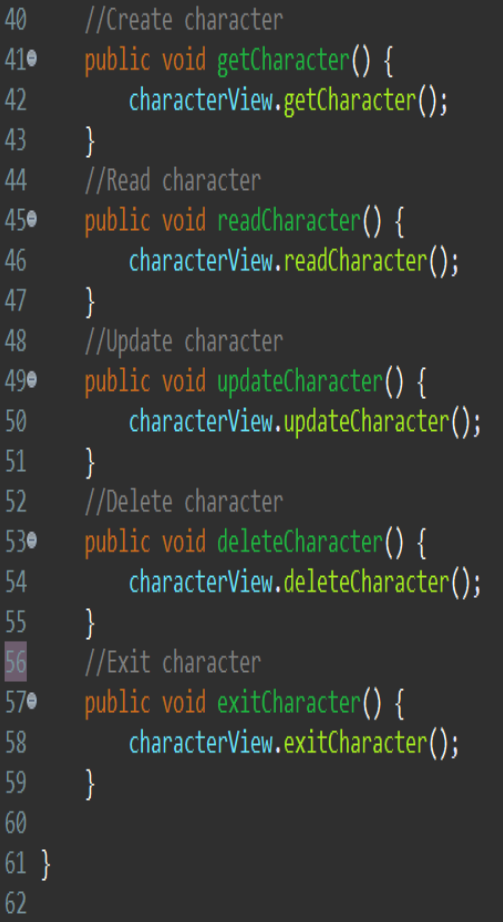 40 //Create character
41 public void getCharacter() {
42 characterView.getCharacter();
43 }
44 //Read character
45 public void readCharacter() {
46 characterView.readCharacter();
47 }
48 //Update character
49 public void updateCharacter() {
50 characterView.updateCharacter();
51 }
52 //Delete character
53 public void deleteCharacter() {
54 characterView.deleteCharacter();
55 }
56 //Exit character
57 public void exitCharacter() {
58 characterView.exitCharacter();
59 }
60
61 }
62